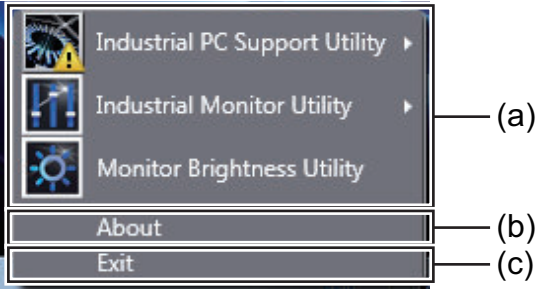 Industrial PC Support Utility
Industrial Monitor Utility
(a)
Monitor Brightness Utility
About
(b)
Exit
(c)